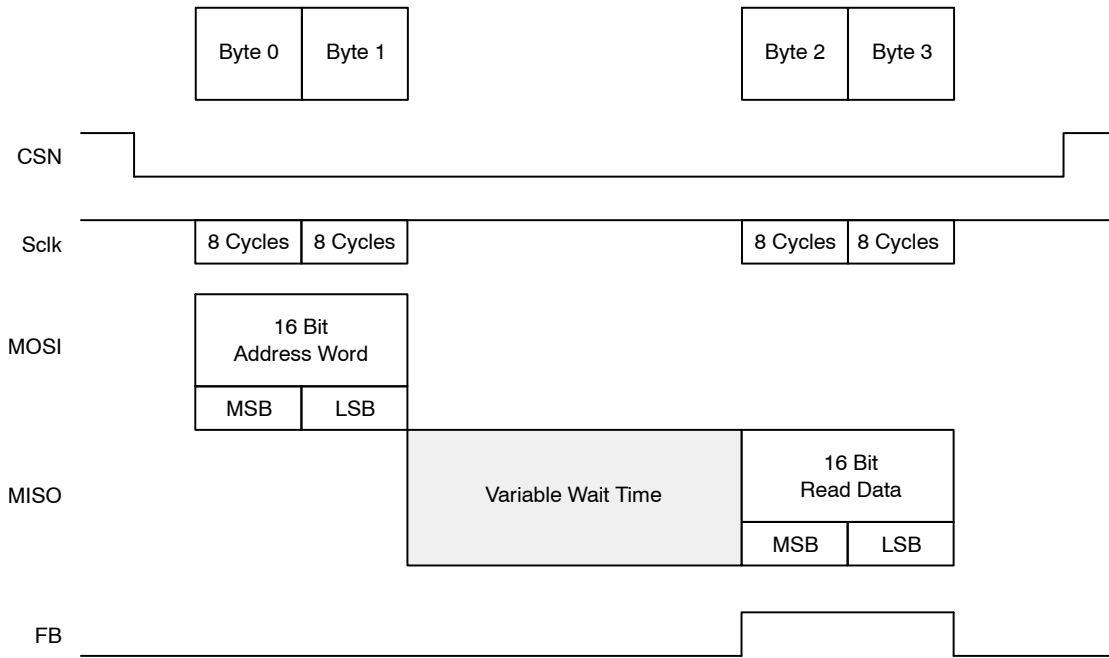 Byte 0 Byte 1 Byte 2 Byte 3
CSN
Sclk 8 Cycles 8 Cycles 8 Cycles 8 Cycles
MOSI
16 Bit
Address Word
MSB LSB
MISO
Variable Wait Time
16 Bit
Read Data
MSB LSB
FB